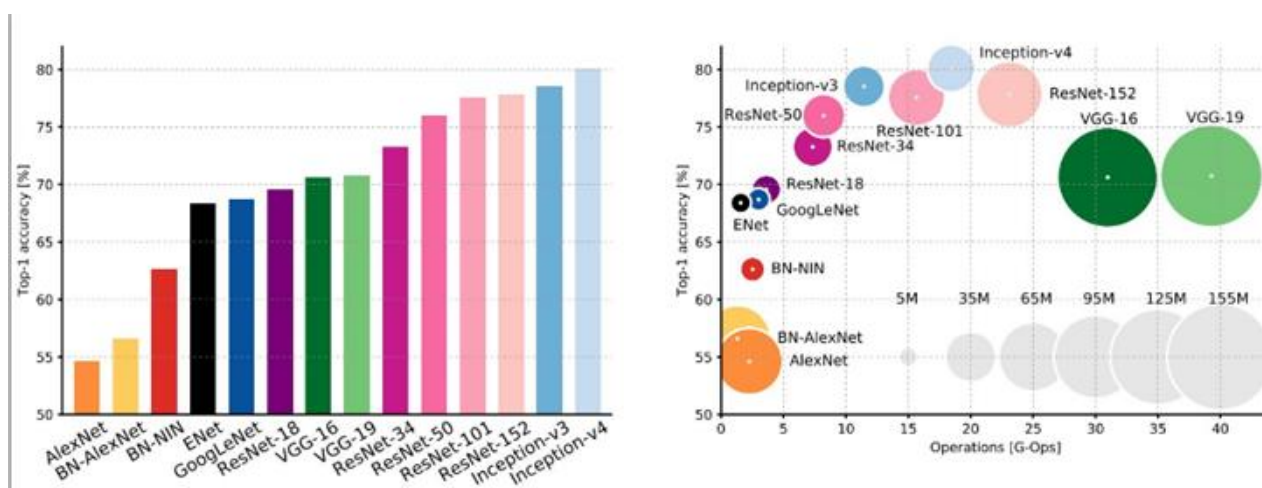 Top-1 accuracy [%]
80
75
70
65
60
55
50
AlexNet
BN-AlexNet
BN-NIN
ENet
GoogLeNet
ResNet-18
VGG-16
VGG-19
ResNet-34
ResNet-50
ResNet-101
ResNet-152
Inception-v3
Inception-v4
Top-1 accuracy [%]
80
75
70
65
60
55
50
Inception-v4
Inception-v3
ResNet-152
ResNet-50
ResNet-101
VGG-16
VGG-19
ResNet-34
ResNet-18
GoogLeNet
ENet
BN-NIN
5M 35M 65M 95M 125M 155M
BN-AlexNet
AlexNet
0 5 10 15 20 25 30 35 40
Operations [G-Ops]